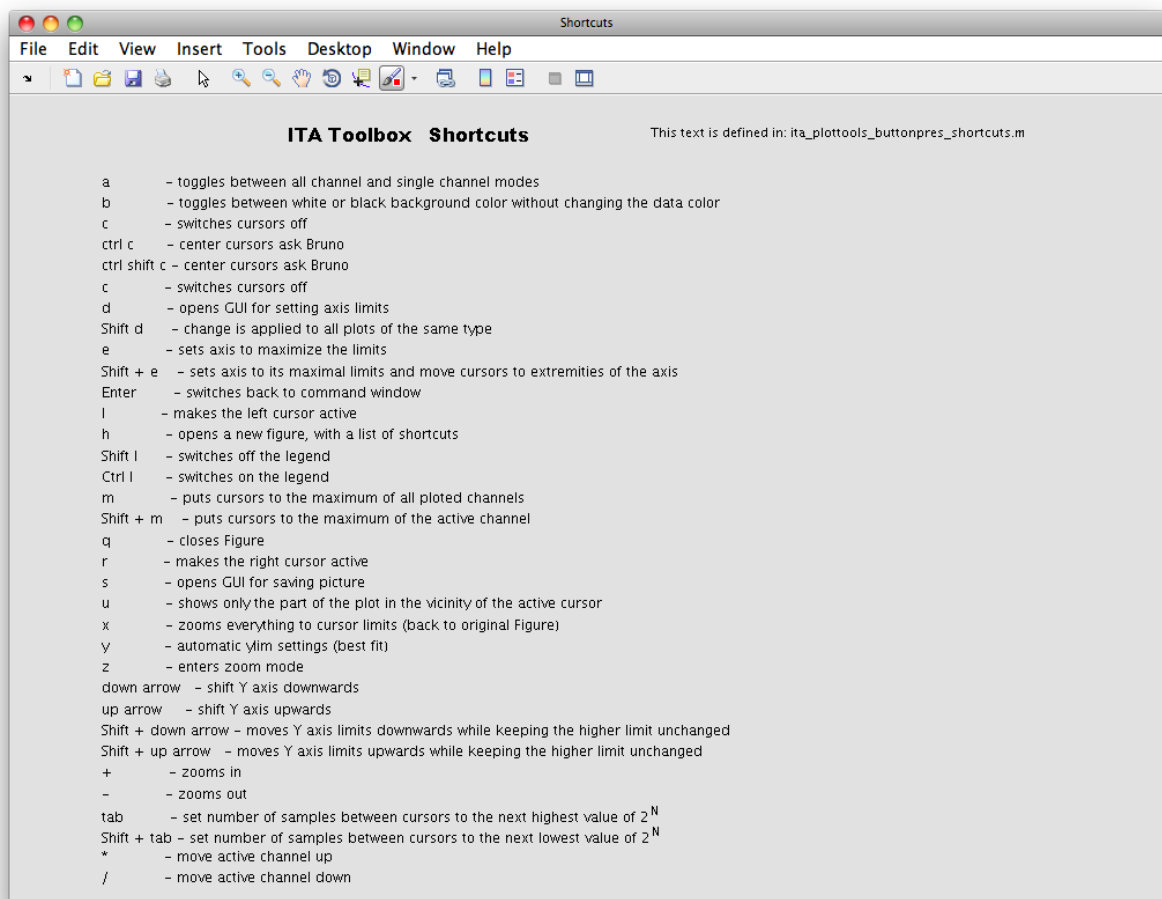 Shortcuts
File Edit View Insert Tools Desktop Window Help
ITA Toolbox Shortcuts
This text is defined in: ita_plottools_buttonpres_shortcuts.m
a – toggles between all channel and single channel modes
b – toggles between white or black background color without changing the data color
c – switches cursors off
ctrl c – center cursors ask Bruno
ctrl shift c – center cursors ask Bruno
c – switches cursors off
d – opens GUI for setting axis limits
Shift d – change is applied to all plots of the same type
e – sets axis to maximize the limits
Shift + e – sets axis to its maximal limits and move cursors to extremities of the axis
Enter – switches back to command window
l – makes the left cursor active
h – opens a new figure, with a list of shortcuts
Shift l – switches off the legend
Ctrl l – switches on the legend
m – puts cursors to the maximum of all ploted channels
Shift + m – puts cursors to the maximum of the active channel
q – closes Figure
r – makes the right cursor active
s – opens GUI for saving picture
u – shows only the part of the plot in the vicinity of the active cursor
x – zooms everything to cursor limits (back to original Figure)
y – automatic ylim settings (best fit)
z – enters zoom mode
down arrow – shift Y axis downwards
up arrow – shift Y axis upwards
Shift + down arrow – moves Y axis limits downwards while keeping the higher limit unchanged
Shift + up arrow – moves Y axis limits upwards while keeping the higher limit unchanged
+ – zooms in
– – zooms out
tab – set number of samples between cursors to the next highest value of 2^N
Shift + tab – set number of samples between cursors to the next lowest value of 2^N
* – move active channel up
/ – move active channel down